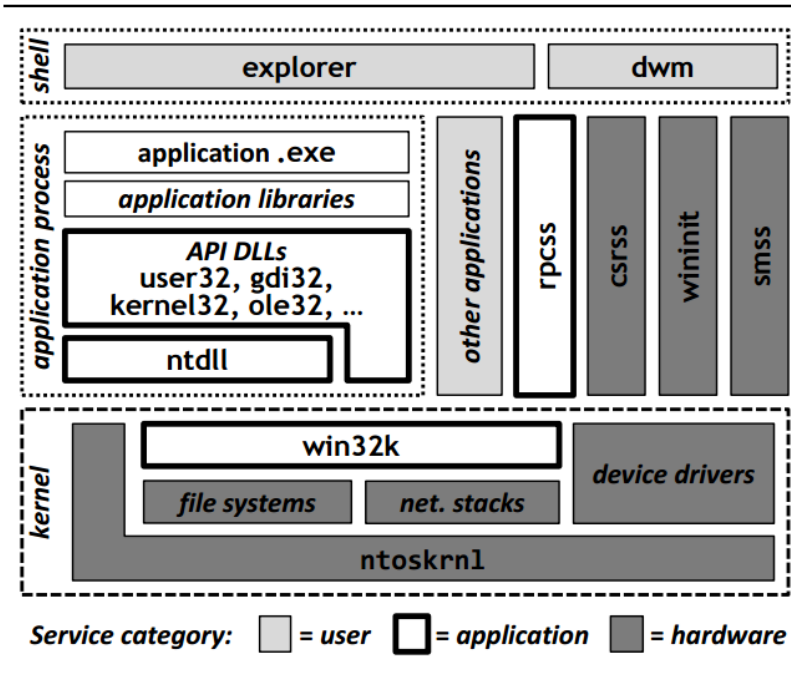 shell
explorer
dwm
application process
application .exe
application libraries
API DLLs
user32, gdi32,
kernel32, ole32, ...
ntdll
other applications
rpcss
csrss
wininit
smss
kernel
win32k
device drivers
file systems
net. stacks
ntoskrnl
Service category: = user = application = hardware